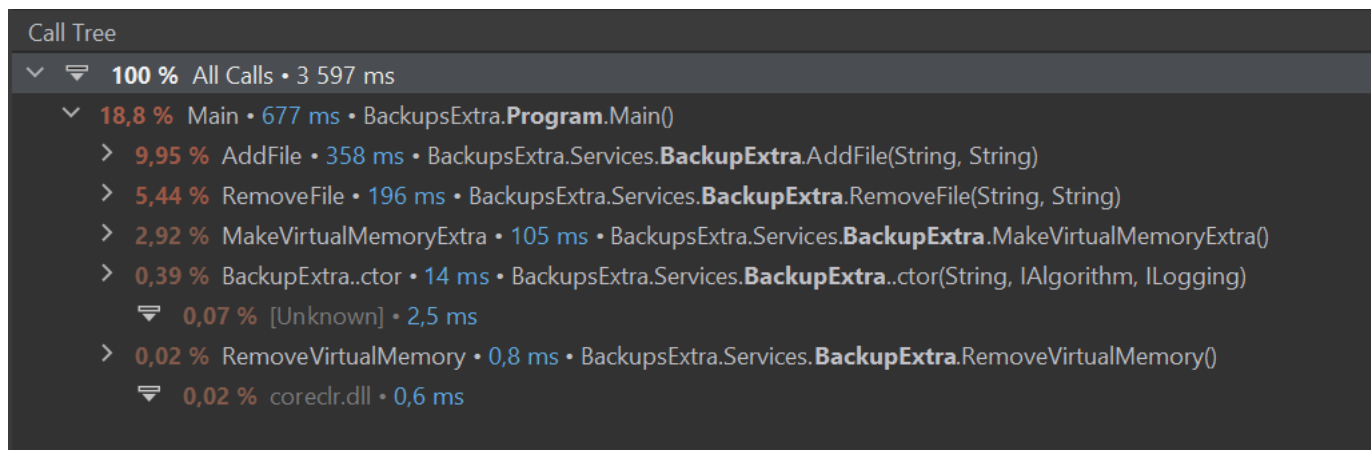 Call Tree
100 % All Calls • 3 597 ms
18,8 % Main • 677 ms • BackupsExtra.Program.Main()
9,95 % AddFile • 358 ms • BackupsExtra.Services.BackupExtra.AddFile(String, String)
5,44 % RemoveFile • 196 ms • BackupsExtra.Services.BackupExtra.RemoveFile(String, String)
2,92 % MakeVirtualMemoryExtra • 105 ms • BackupsExtra.Services.BackupExtra.MakeVirtualMemoryExtra()
0,39 % BackupExtra..ctor • 14 ms • BackupsExtra.Services.BackupExtra..ctor(String, IAlgorithm, ILogging)
0,07 % [Unknown] • 2,5 ms
0,02 % RemoveVirtualMemory • 0,8 ms • BackupsExtra.Services.BackupExtra.RemoveVirtualMemory()
0,02 % coreclr.dll • 0,6 ms